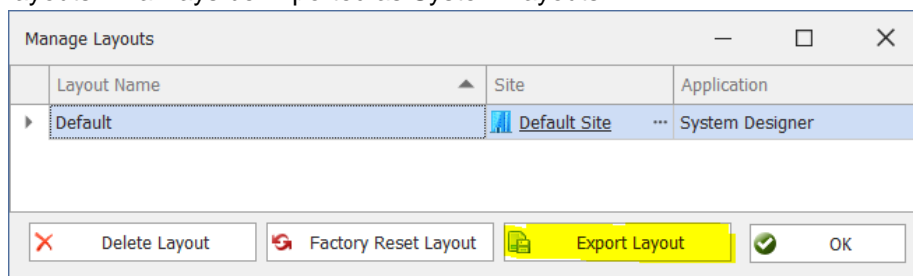 Manage Layouts
Layout Name Site Application
Default Default Site ... System Designer
Delete Layout Factory Reset Layout Export Layout OK